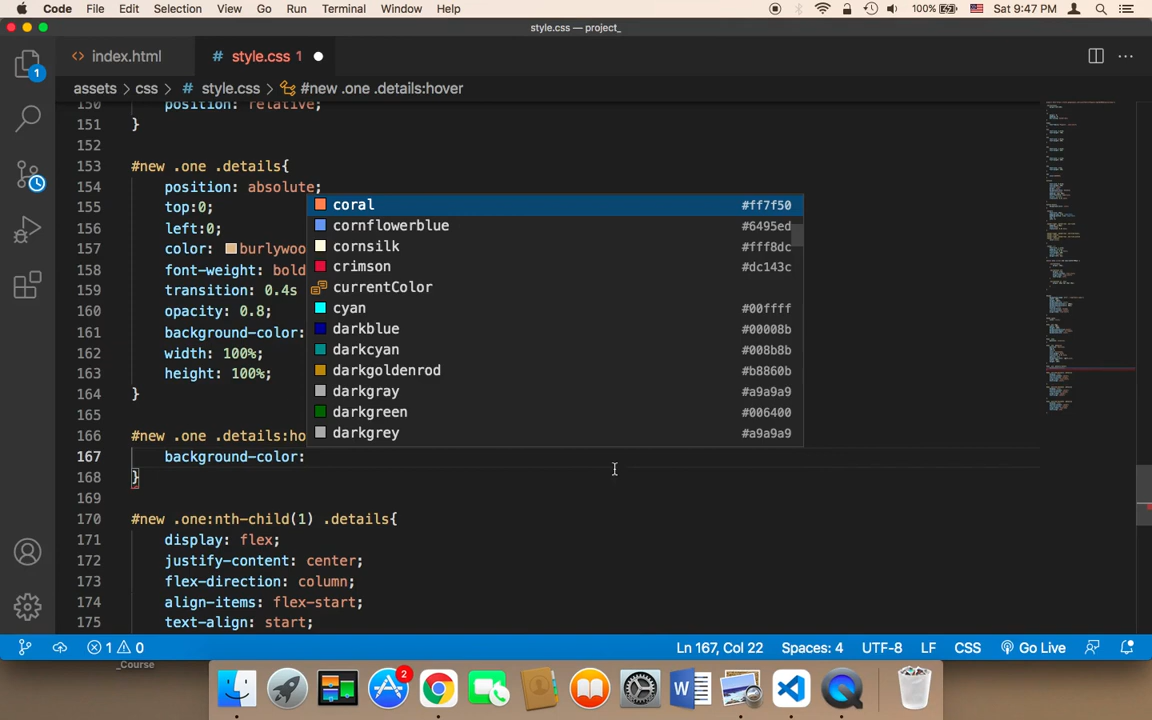 Code File Edit Selection View Go Run Terminal Window Help 100% Sat 9:47 PM
style.css — project_
<> index.html # style.css 1
1
assets > css > # style.css > #new .one .details:hover
150 position: relative;
151 }
152
153 #new .one .details{
154 position: absolute;
155 top:0;
156 left:0;
157 color: burlywoo
158 font-weight: bold
159 transition: 0.4s
160 opacity: 0.8;
161 background-color:
162 width: 100%;
163 height: 100%;
164 }
165
166 #new .one .details:ho
167 background-color:
168 }
169
170 #new .one:nth-child(1) .details{
171 display: flex;
172 justify-content: center;
173 flex-direction: column;
174 align-items: flex-start;
175 text-align: start;
coral #ff7f50
cornflowerblue #6495ed
cornsilk #fff8dc
crimson #dc143c
currentColor
cyan #00ffff
darkblue #00008b
darkcyan #008b8b
darkgoldenrod #b8860b
darkgray #a9a9a9
darkgreen #006400
darkgrey #a9a9a9
1 0 Ln 167, Col 22 Spaces: 4 UTF-8 LF CSS Go Live
_Course
2
W